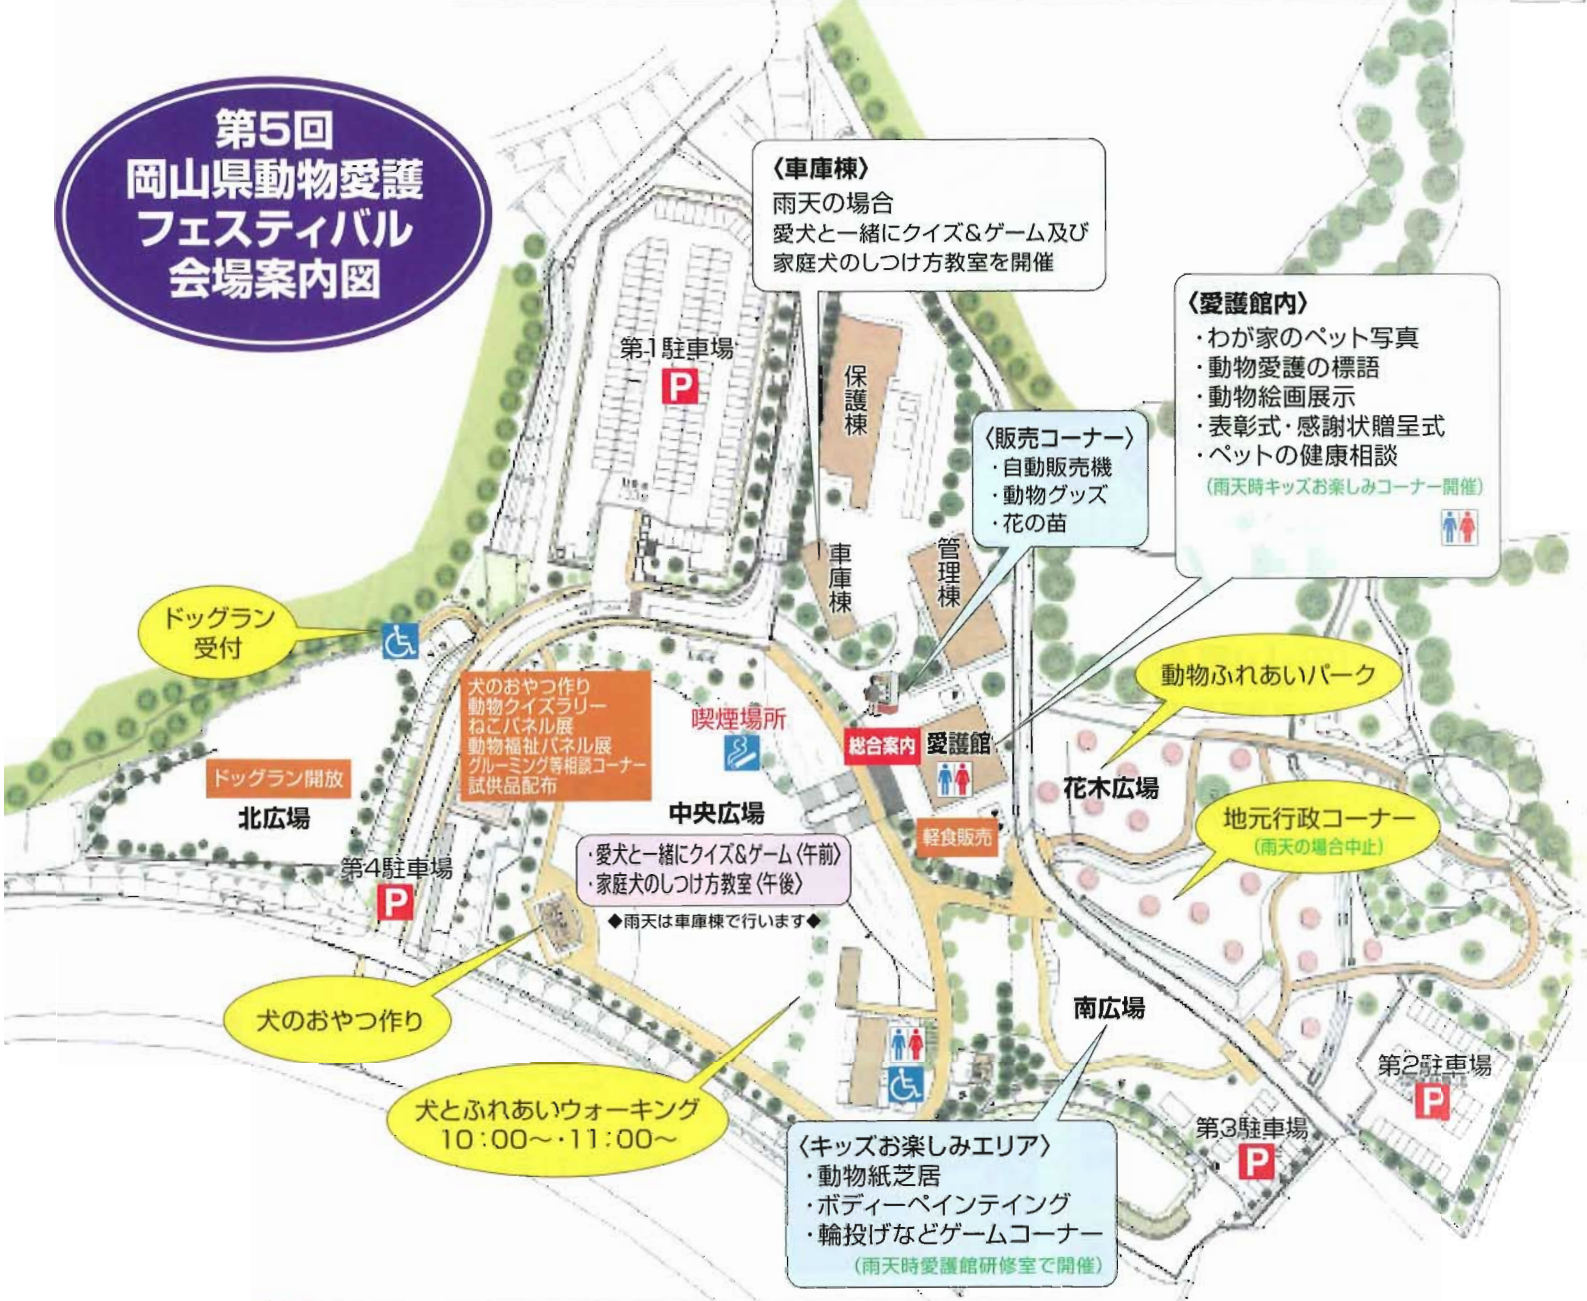 第5回
岡山県動物愛護
フェスティバル
会場案内図
〈車庫棟〉
雨天の場合
愛犬と一緒にクイズ&ゲーム及び
家庭犬のしつけ方教室を開催
〈愛護館内〉
・わが家のペット写真
・動物愛護の標語
・動物絵画展示
・表彰式・感謝状贈呈式
・ペットの健康相談
(雨天時キッズお楽しみコーナー開催)
第1駐車場
P
保護棟
〈販売コーナー〉
・自動販売機
・動物グッズ
・花の苗
車庫棟
管理棟
ドッグラン
受付
犬のおやつ作り
動物クイズラリー
ねこパネル展
動物福祉パネル展
グルーミング等相談コーナー
試供品配布
喫煙場所
総合案内
愛護館
動物ふれあいパーク
ドッグラン開放
北広場
中央広場
軽食販売
花木広場
地元行政コーナー
(雨天の場合中止)
・愛犬と一緒にクイズ&ゲーム〈午前〉
・家庭犬のしつけ方教室〈午後〉
◆雨天は車庫棟で行います◆
第4駐車場
P
犬のおやつ作り
南広場
犬とふれあいウォーキング
10:00~・11:00~
第2駐車場
P
第3駐車場
P
〈キッズお楽しみエリア〉
・動物紙芝居
・ボディーペインテイング
・輪投げなどゲームコーナー
(雨天時愛護館研修室で開催)